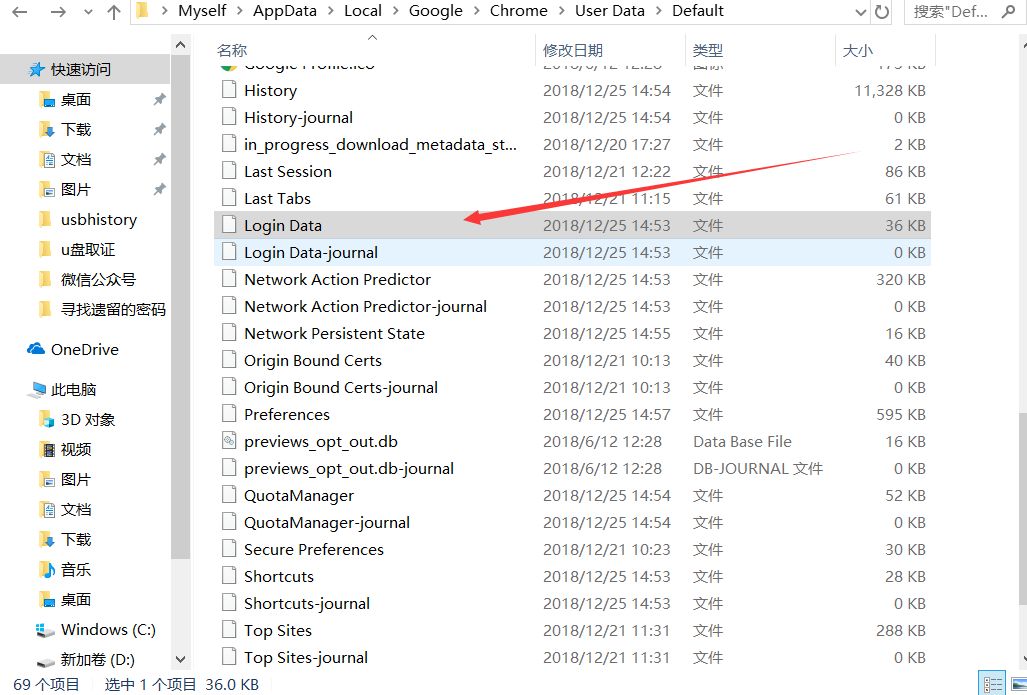 Myself > AppData > Local > Google > Chrome > User Data > Default 搜索"Def...
名称 修改日期 类型 大小
快速访问
桌面
下载
文档
图片
usbhistory
u盘取证
微信公众号
寻找遗留的密码
OneDrive
此电脑
3D 对象
视频
图片
文档
下载
音乐
桌面
Windows (C:)
新加卷 (D:)
Google Profile.ico 2018/6/12 12:28 图标 175 KB
History 2018/12/25 14:54 文件 11,328 KB
History-journal 2018/12/25 14:54 文件 0 KB
in_progress_download_metadata_st... 2018/12/20 17:27 文件 2 KB
Last Session 2018/12/21 12:22 文件 86 KB
Last Tabs 2018/12/21 11:15 文件 61 KB
Login Data 2018/12/25 14:53 文件 36 KB
Login Data-journal 2018/12/25 14:53 文件 0 KB
Network Action Predictor 2018/12/25 14:53 文件 320 KB
Network Action Predictor-journal 2018/12/25 14:53 文件 0 KB
Network Persistent State 2018/12/25 14:55 文件 16 KB
Origin Bound Certs 2018/12/21 10:13 文件 40 KB
Origin Bound Certs-journal 2018/12/21 10:13 文件 0 KB
Preferences 2018/12/25 14:57 文件 595 KB
previews_opt_out.db 2018/6/12 12:28 Data Base File 16 KB
previews_opt_out.db-journal 2018/6/12 12:28 DB-JOURNAL 文件 0 KB
QuotaManager 2018/12/25 14:54 文件 52 KB
QuotaManager-journal 2018/12/25 14:54 文件 0 KB
Secure Preferences 2018/12/21 10:23 文件 30 KB
Shortcuts 2018/12/25 14:53 文件 28 KB
Shortcuts-journal 2018/12/25 14:53 文件 0 KB
Top Sites 2018/12/21 11:31 文件 288 KB
Top Sites-journal 2018/12/21 11:31 文件 0 KB
69 个项目 选中 1 个项目 36.0 KB